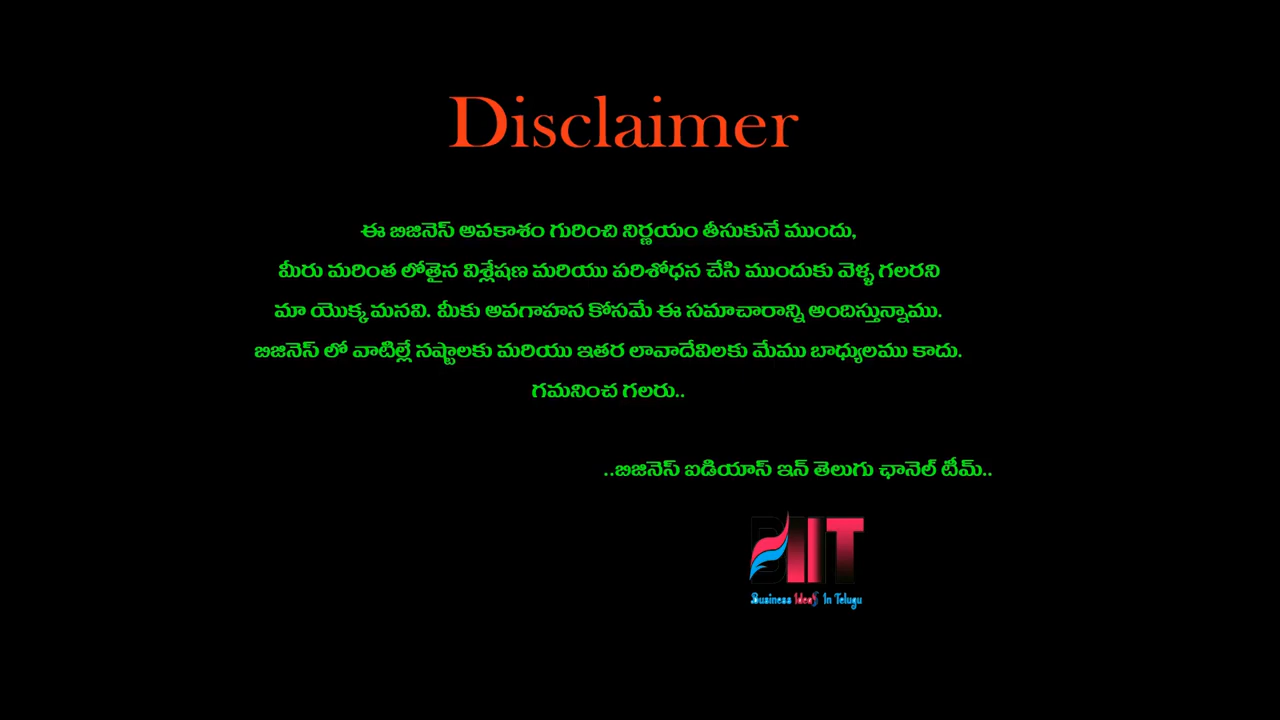 Disclaimer
ఈ బిజినెస్ అవకాశం గురించి నిర్ణయం తీసుకునే ముందు,
మీరు మరింత లోతైన విశ్లేషణ మరియు పరిశోధన చేసి ముందుకు వెళ్ళ గలరని
మా యొక్క మనవి. మీకు అవగాహన కోసమే ఈ సమాచారాన్ని అందిస్తున్నాము.
బిజినెస్ లో వాటిల్లే నష్టాలకు మరియు ఇతర లావాదేవిలకు మేము బాధ్యులము కాదు.
గమనించ గలరు..
..బిజినెస్ ఐడియాస్ ఇన్ తెలుగు ఛానెల్ టీమ్..
BIIT
Business Ideas In Telugu